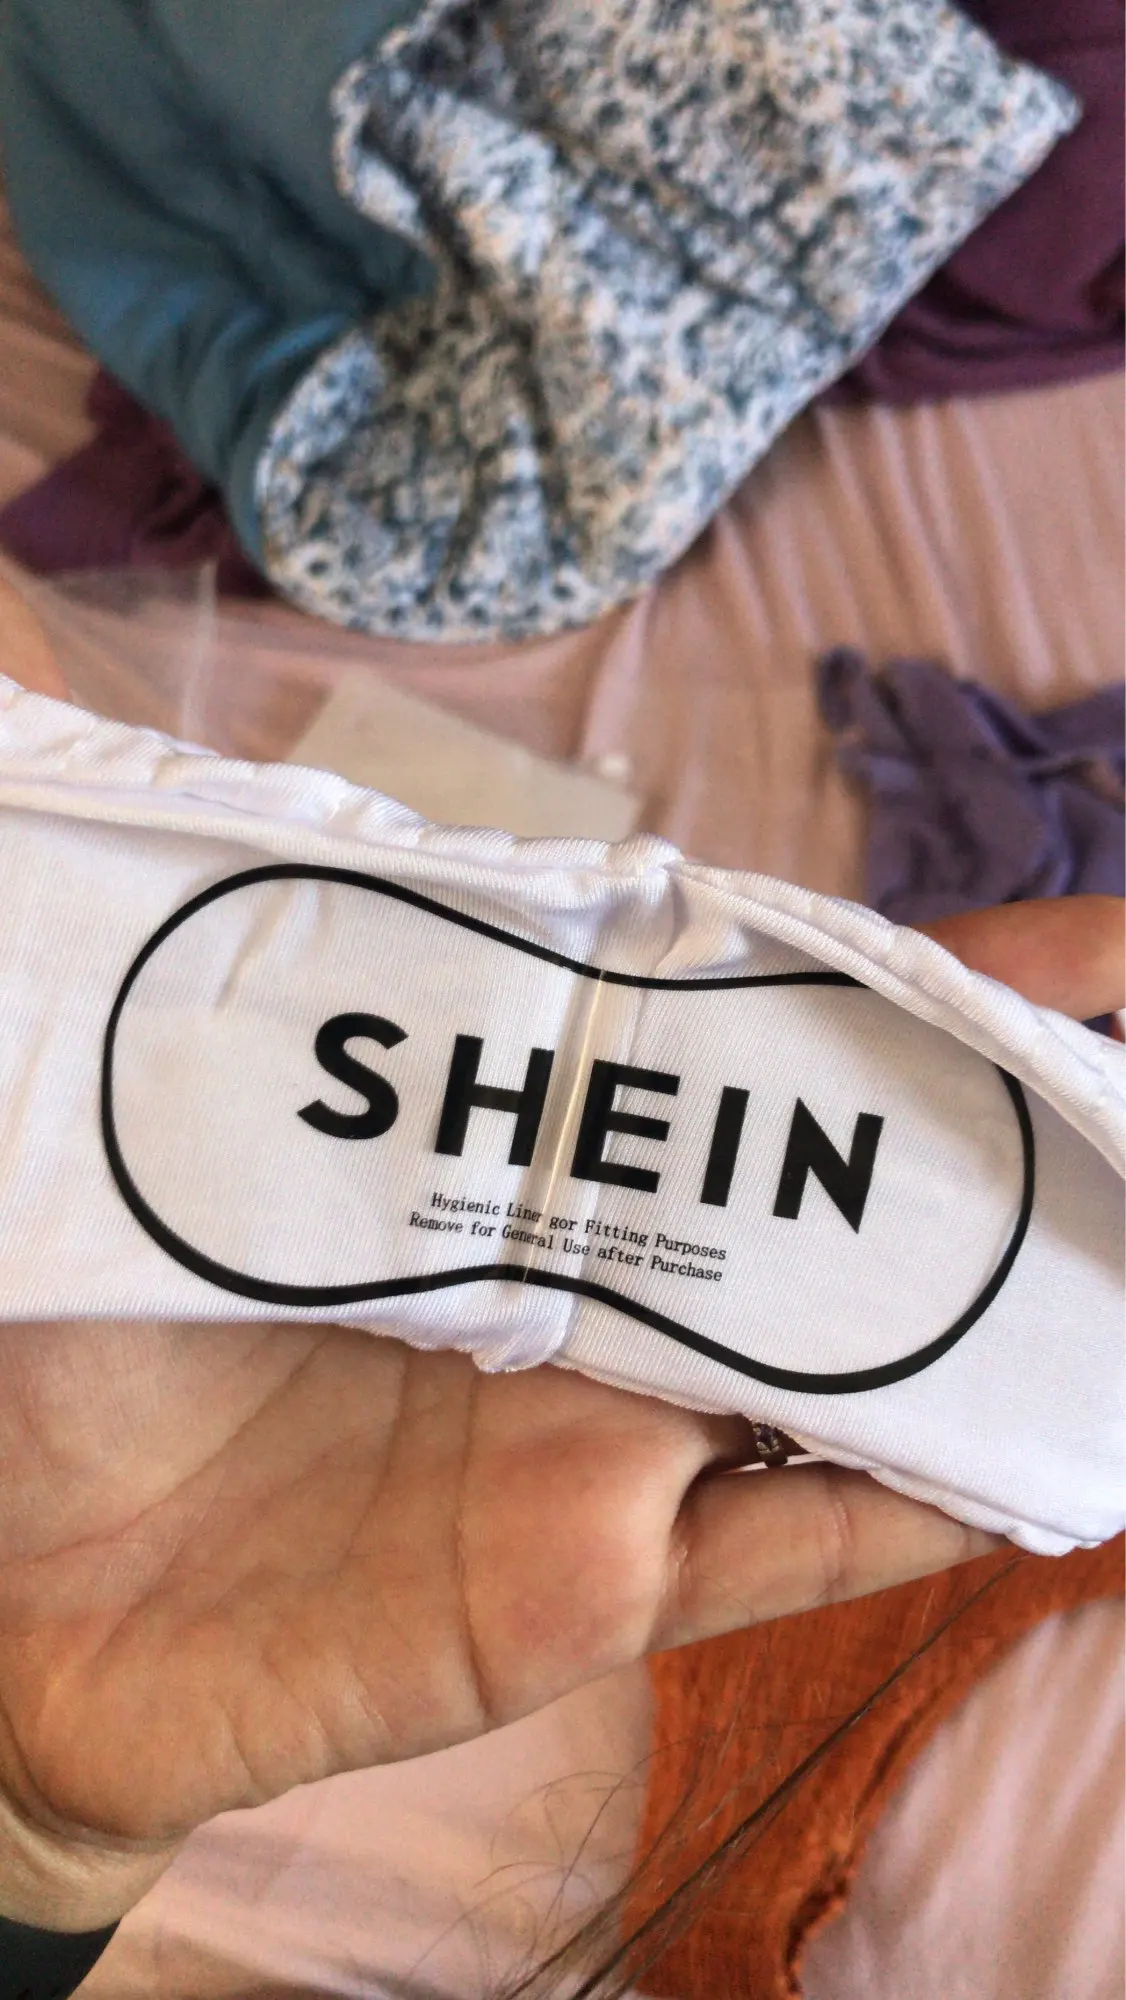 SHEIN
Hygienic Liner gor Fitting Purposes
Remove for General Use after Purchase